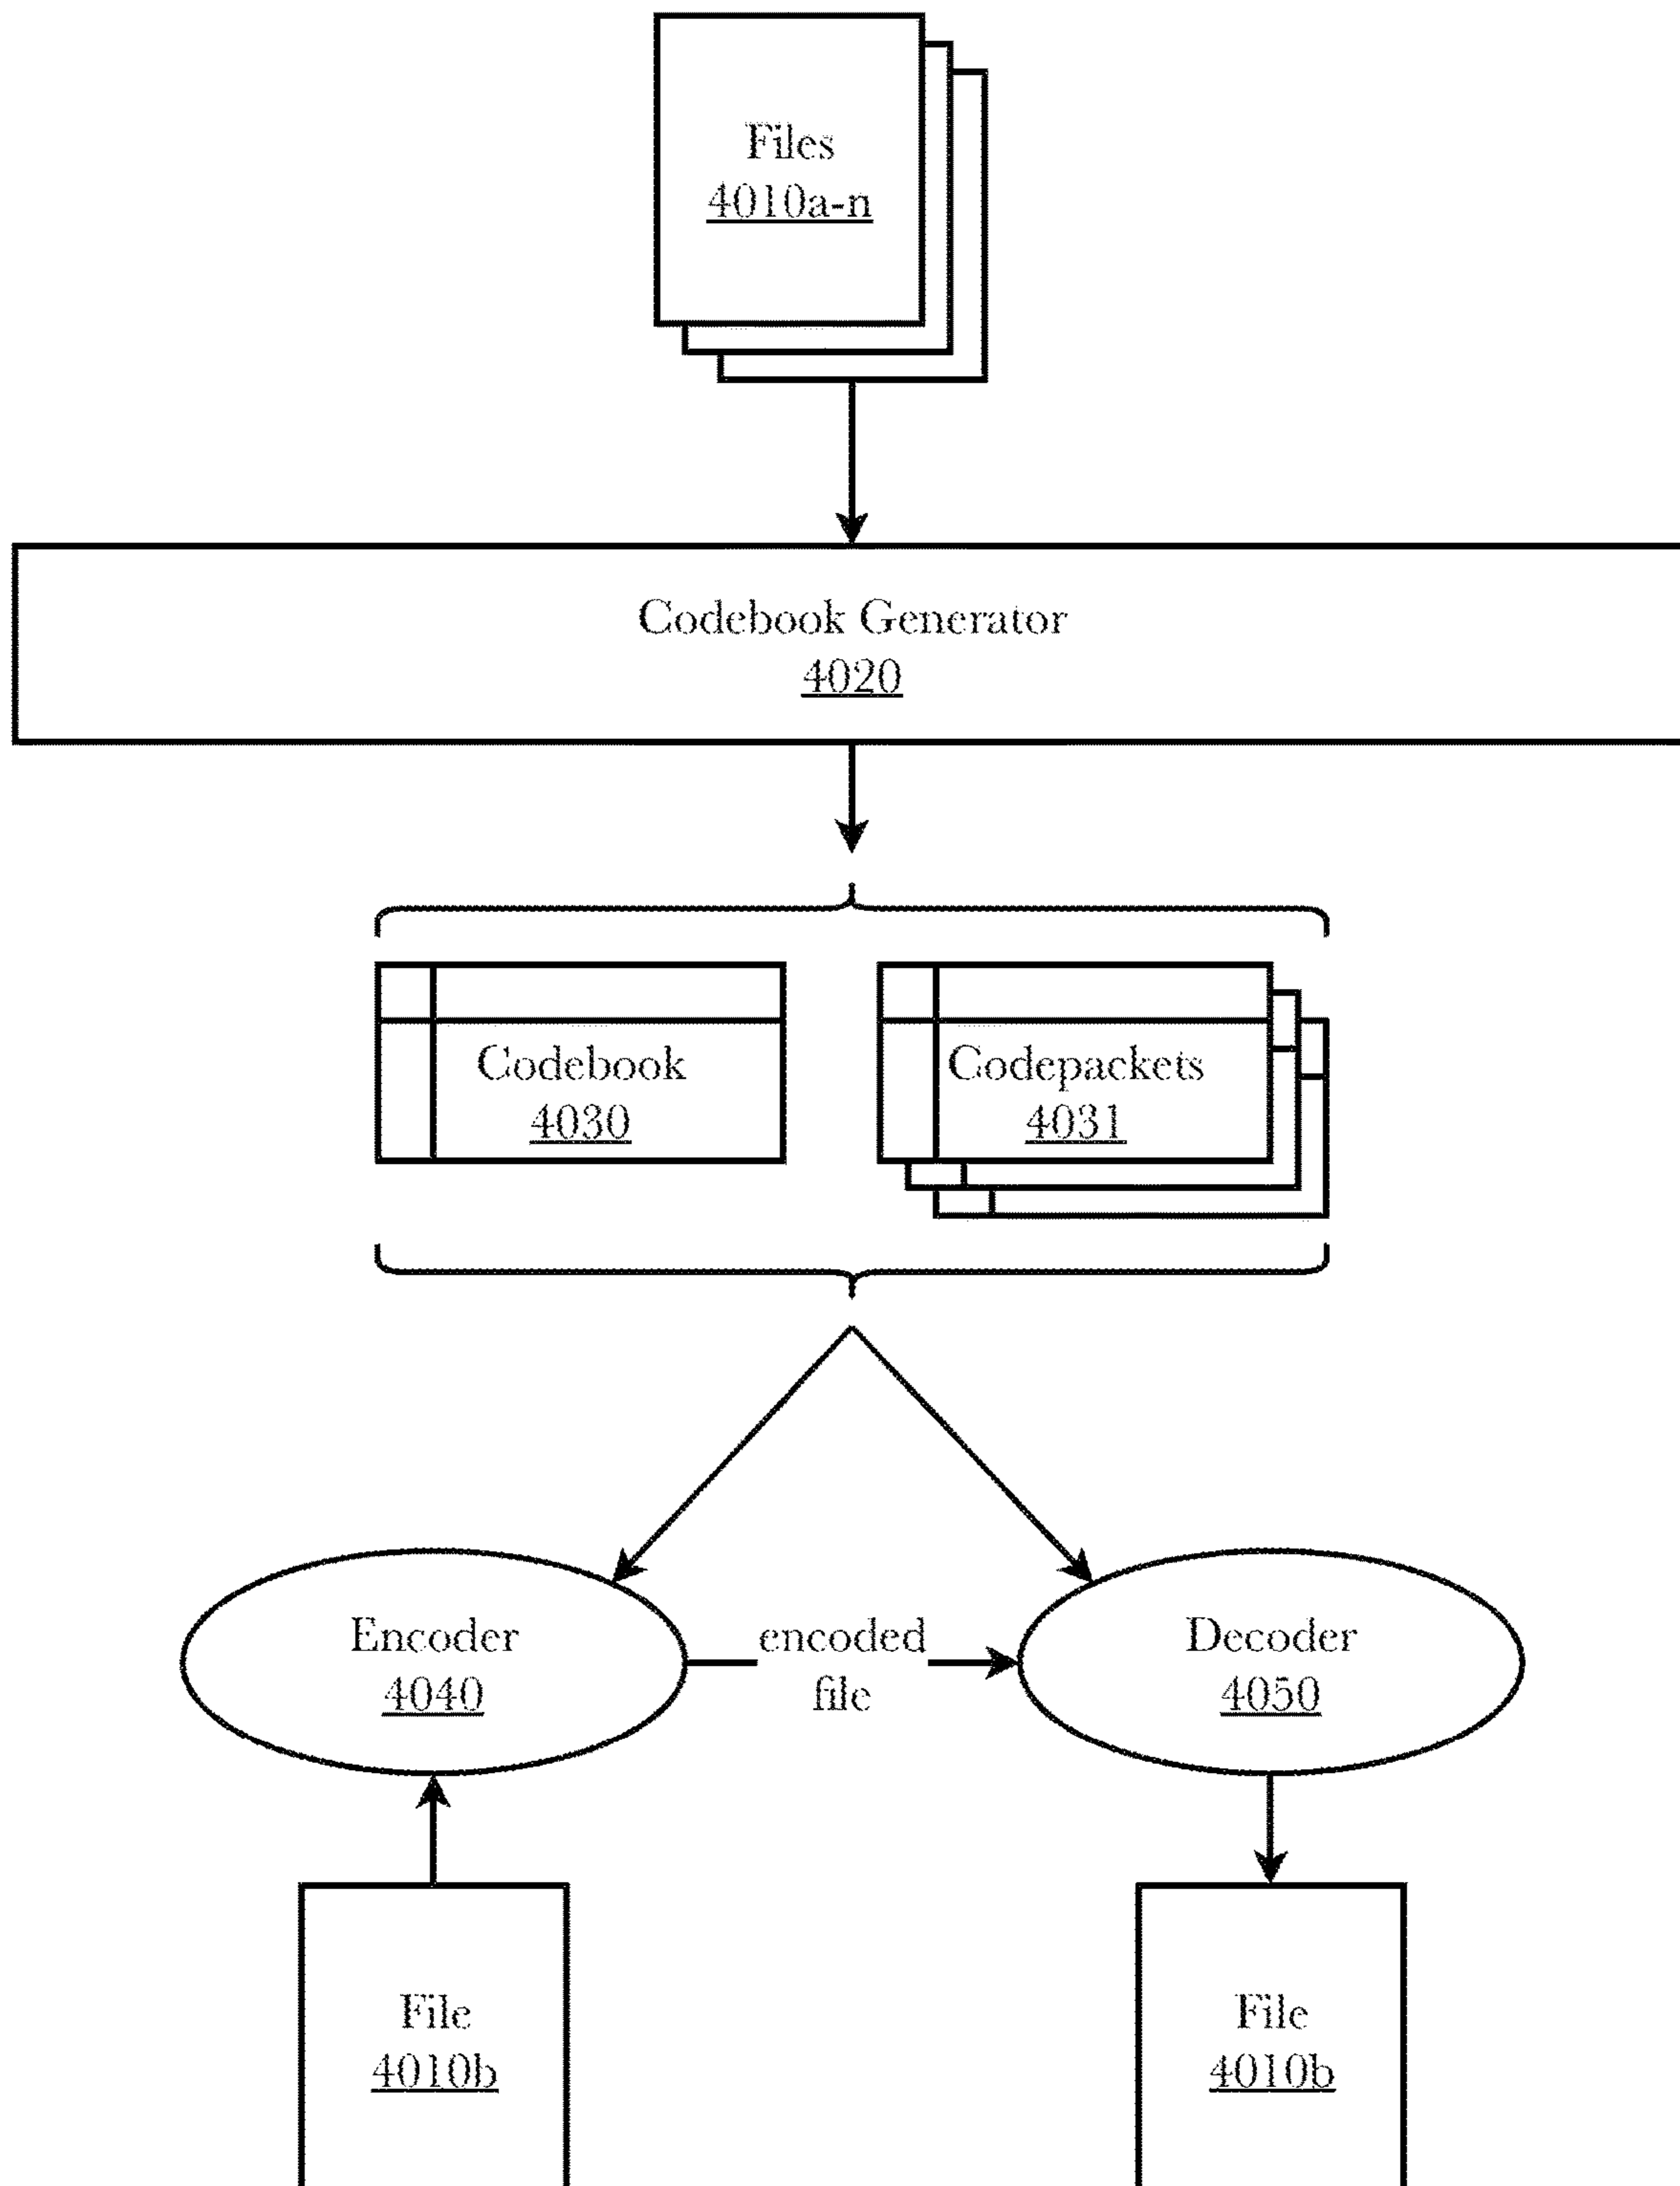 Files
4010a-n
Codebook Generator
4020
Codebook
4030
Codepackets
4031
Encoder
4040
encoded
file
Decoder
4050
File
4010b
File
4010b